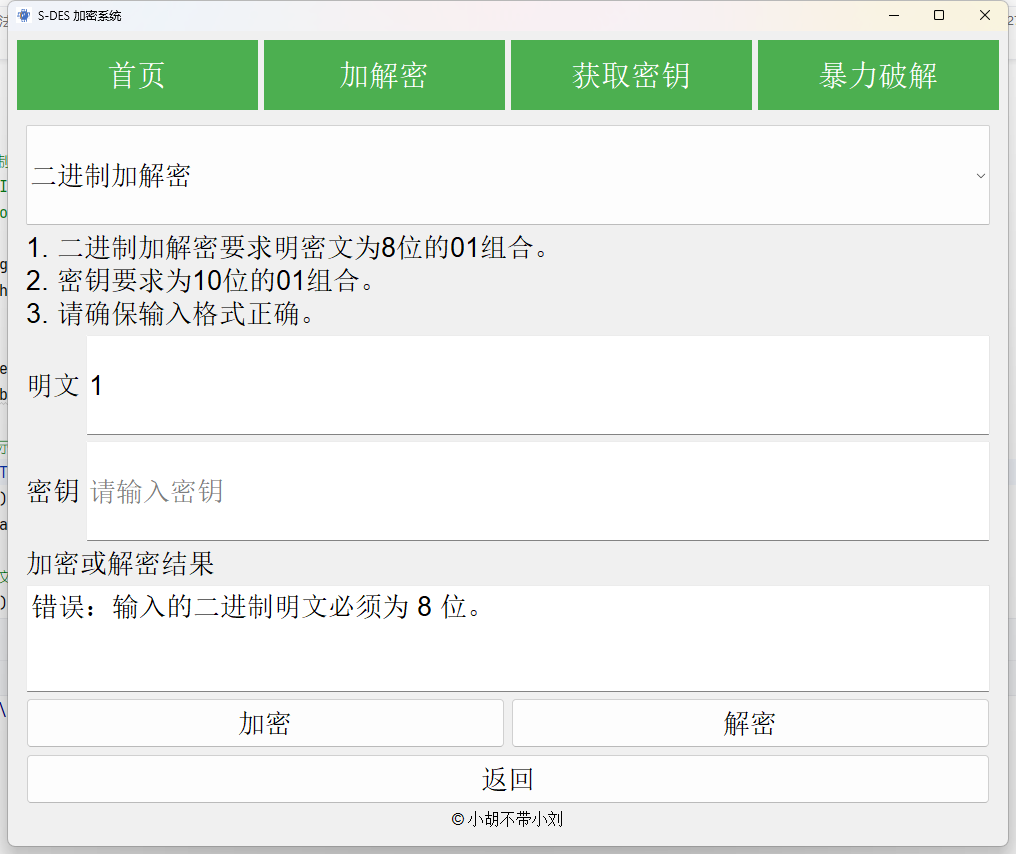 S-DES 加密系统
首页 加解密 获取密钥 暴力破解
二进制加解密
1. 二进制加解密要求明密文为8位的01组合。
2. 密钥要求为10位的01组合。
3. 请确保输入格式正确。
明文 1
密钥 请输入密钥
加密或解密结果
错误：输入的二进制明文必须为 8 位。
加密 解密
返回
© 小胡不带小刘